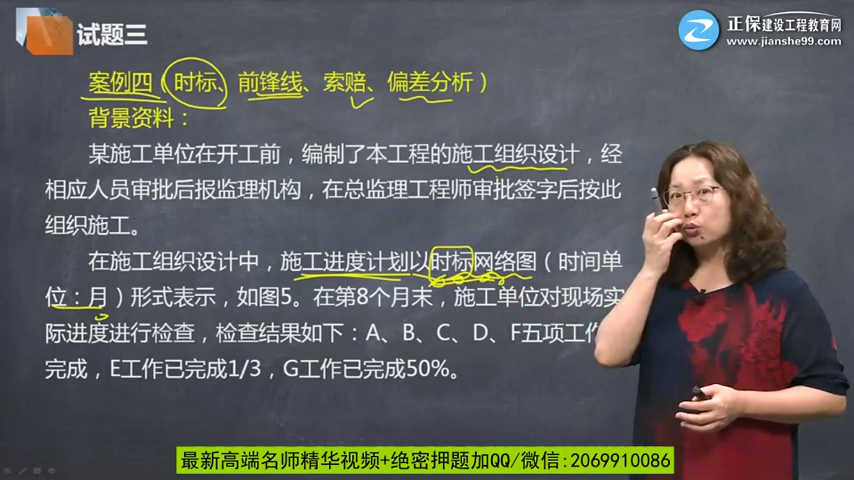 试题三
正保建设工程教育网
www.jianshe99.com
案例四（时标、前锋线、索赔、偏差分析）
背景资料：
某施工单位在开工前，编制了本工程的施工组织设计，经
相应人员审批后报监理机构，在总监理工程师审批签字后按此
组织施工。
在施工组织设计中，施工进度计划以时标网络图（时间单
位：月）形式表示，如图5。在第8个月末，施工单位对现场实
际进度进行检查，检查结果如下：A、B、C、D、F五项工作
完成，E工作已完成1/3，G工作已完成50%。
最新高端名师精华视频+绝密押题加QQ/微信:2069910086